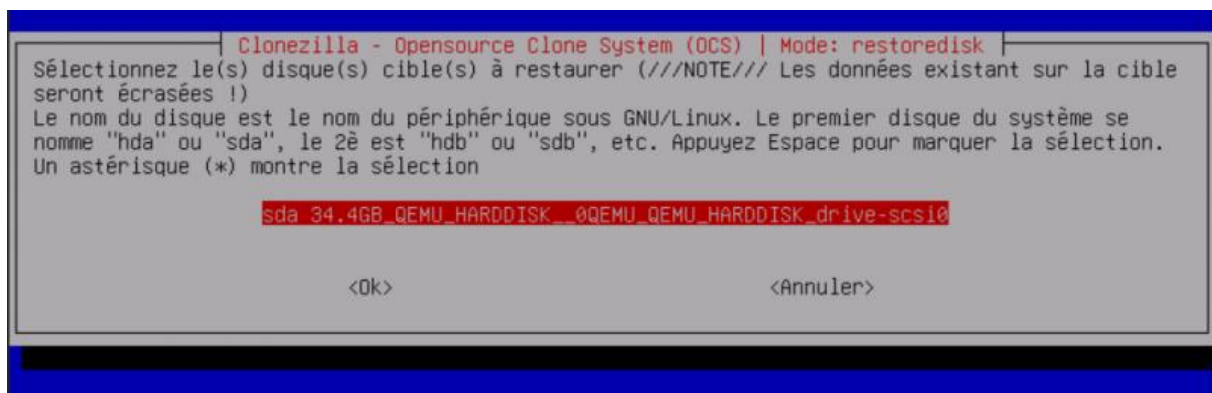 Clonezilla - Opensource Clone System (OCS) | Mode: restoredisk
Sélectionnez le(s) disque(s) cible(s) à restaurer (///NOTE/// Les données existant sur la cible
seront écrasées !)
Le nom du disque est le nom du périphérique sous GNU/Linux. Le premier disque du système se
nomme "hda" ou "sda", le 2è est "hdb" ou "sdb", etc. Appuyez Espace pour marquer la sélection.
Un astérisque (*) montre la sélection
sda 34.4GB_QEMU_HARDDISK__0QEMU_QEMU_HARDDISK_drive-scsi0
<Ok> <Annuler>